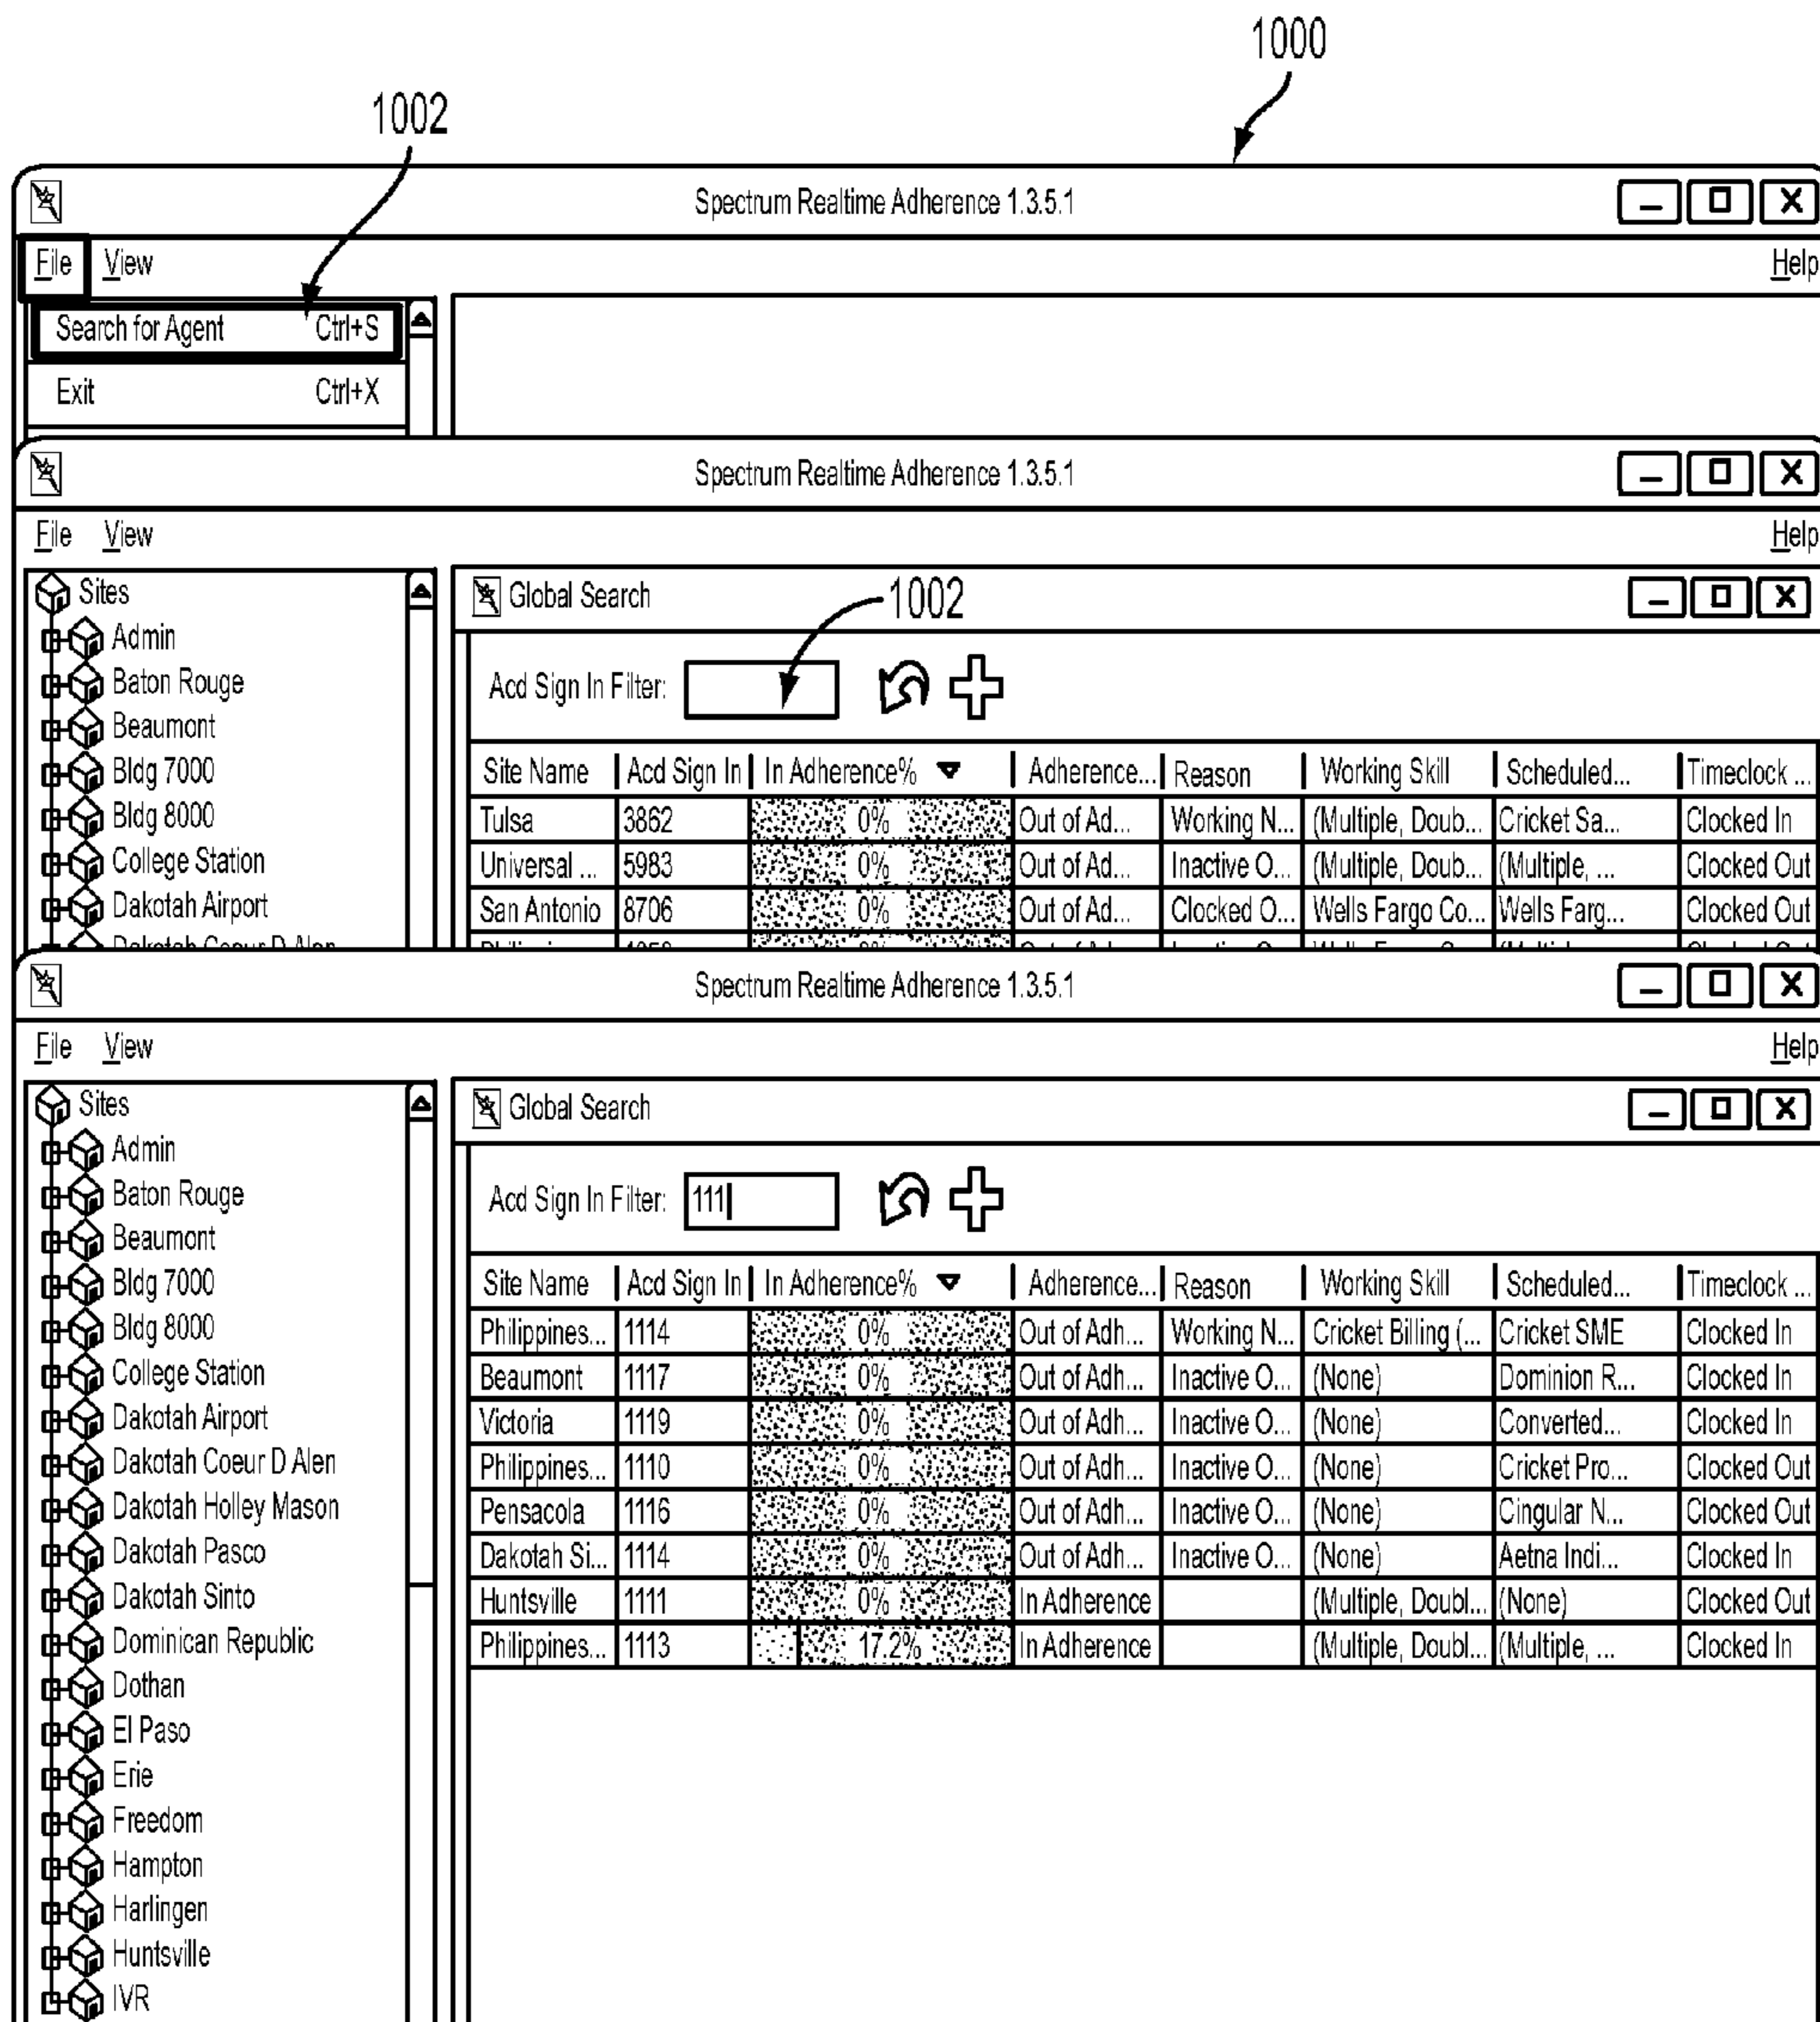 1000
1002
Spectrum Realtime Adherence 1.3.5.1
File View Help
Search for Agent Ctrl+S
Exit Ctrl+X
Spectrum Realtime Adherence 1.3.5.1
File View Help
Sites
Admin
Baton Rouge
Beaumont
Bldg 7000
Bldg 8000
College Station
Dakotah Airport
Dakotah Coeur D Alen
Global Search
1002
Acd Sign In Filter:
Site Name Acd Sign In In Adherence% Adherence... Reason Working Skill Scheduled... Timeclock ...
Tulsa 3862 0% Out of Ad... Working N... (Multiple, Doub... Cricket Sa... Clocked In
Universal ... 5983 0% Out of Ad... Inactive O... (Multiple, Doub... (Multiple, ... Clocked Out
San Antonio 8706 0% Out of Ad... Clocked O... Wells Fargo Co... Wells Farg... Clocked Out
Spectrum Realtime Adherence 1.3.5.1
File View Help
Sites
Admin
Baton Rouge
Beaumont
Bldg 7000
Bldg 8000
College Station
Dakotah Airport
Dakotah Coeur D Alen
Dakotah Holley Mason
Dakotah Pasco
Dakotah Sinto
Dominican Republic
Dothan
El Paso
Erie
Freedom
Hampton
Harlingen
Huntsville
IVR
Global Search
Acd Sign In Filter: 111
Site Name Acd Sign In In Adherence% Adherence... Reason Working Skill Scheduled... Timeclock ...
Philippines... 1114 0% Out of Adh... Working N... Cricket Billing (... Cricket SME Clocked In
Beaumont 1117 0% Out of Adh... Inactive O... (None) Dominion R... Clocked In
Victoria 1119 0% Out of Adh... Inactive O... (None) Converted... Clocked In
Philippines... 1110 0% Out of Adh... Inactive O... (None) Cricket Pro... Clocked Out
Pensacola 1116 0% Out of Adh... Inactive O... (None) Cingular N... Clocked Out
Dakotah Si... 1114 0% Out of Adh... Inactive O... (None) Aetna Indi... Clocked In
Huntsville 1111 0% In Adherence (Multiple, Doubl... (None) Clocked Out
Philippines... 1113 17.2% In Adherence (Multiple, Doubl... (Multiple, ... Clocked In